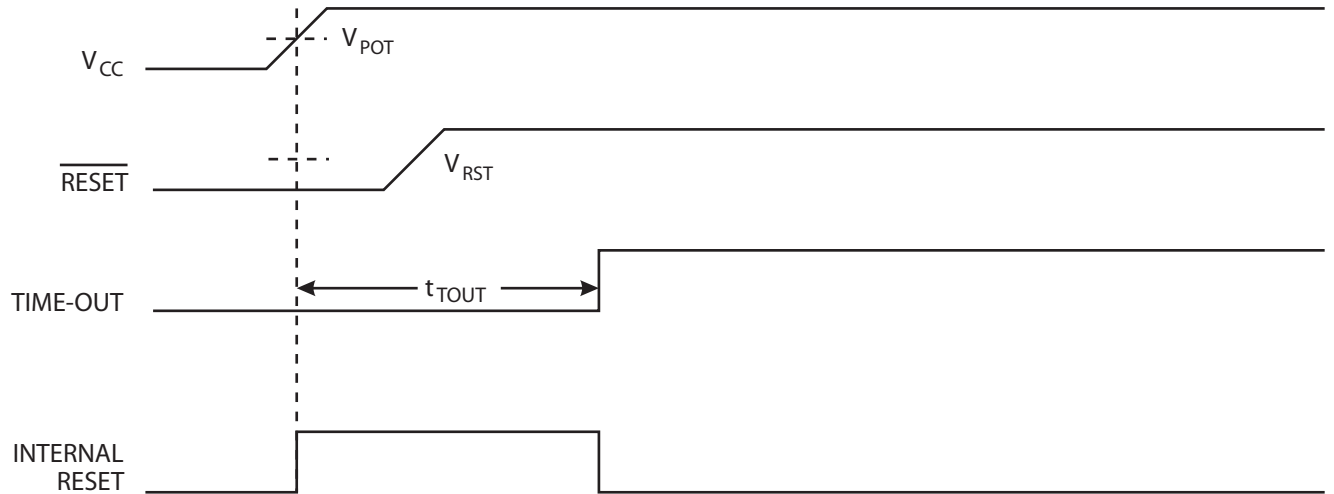 V_POT
V_CC
V_RST
RESET
t_TOUT
TIME-OUT
INTERNAL
RESET